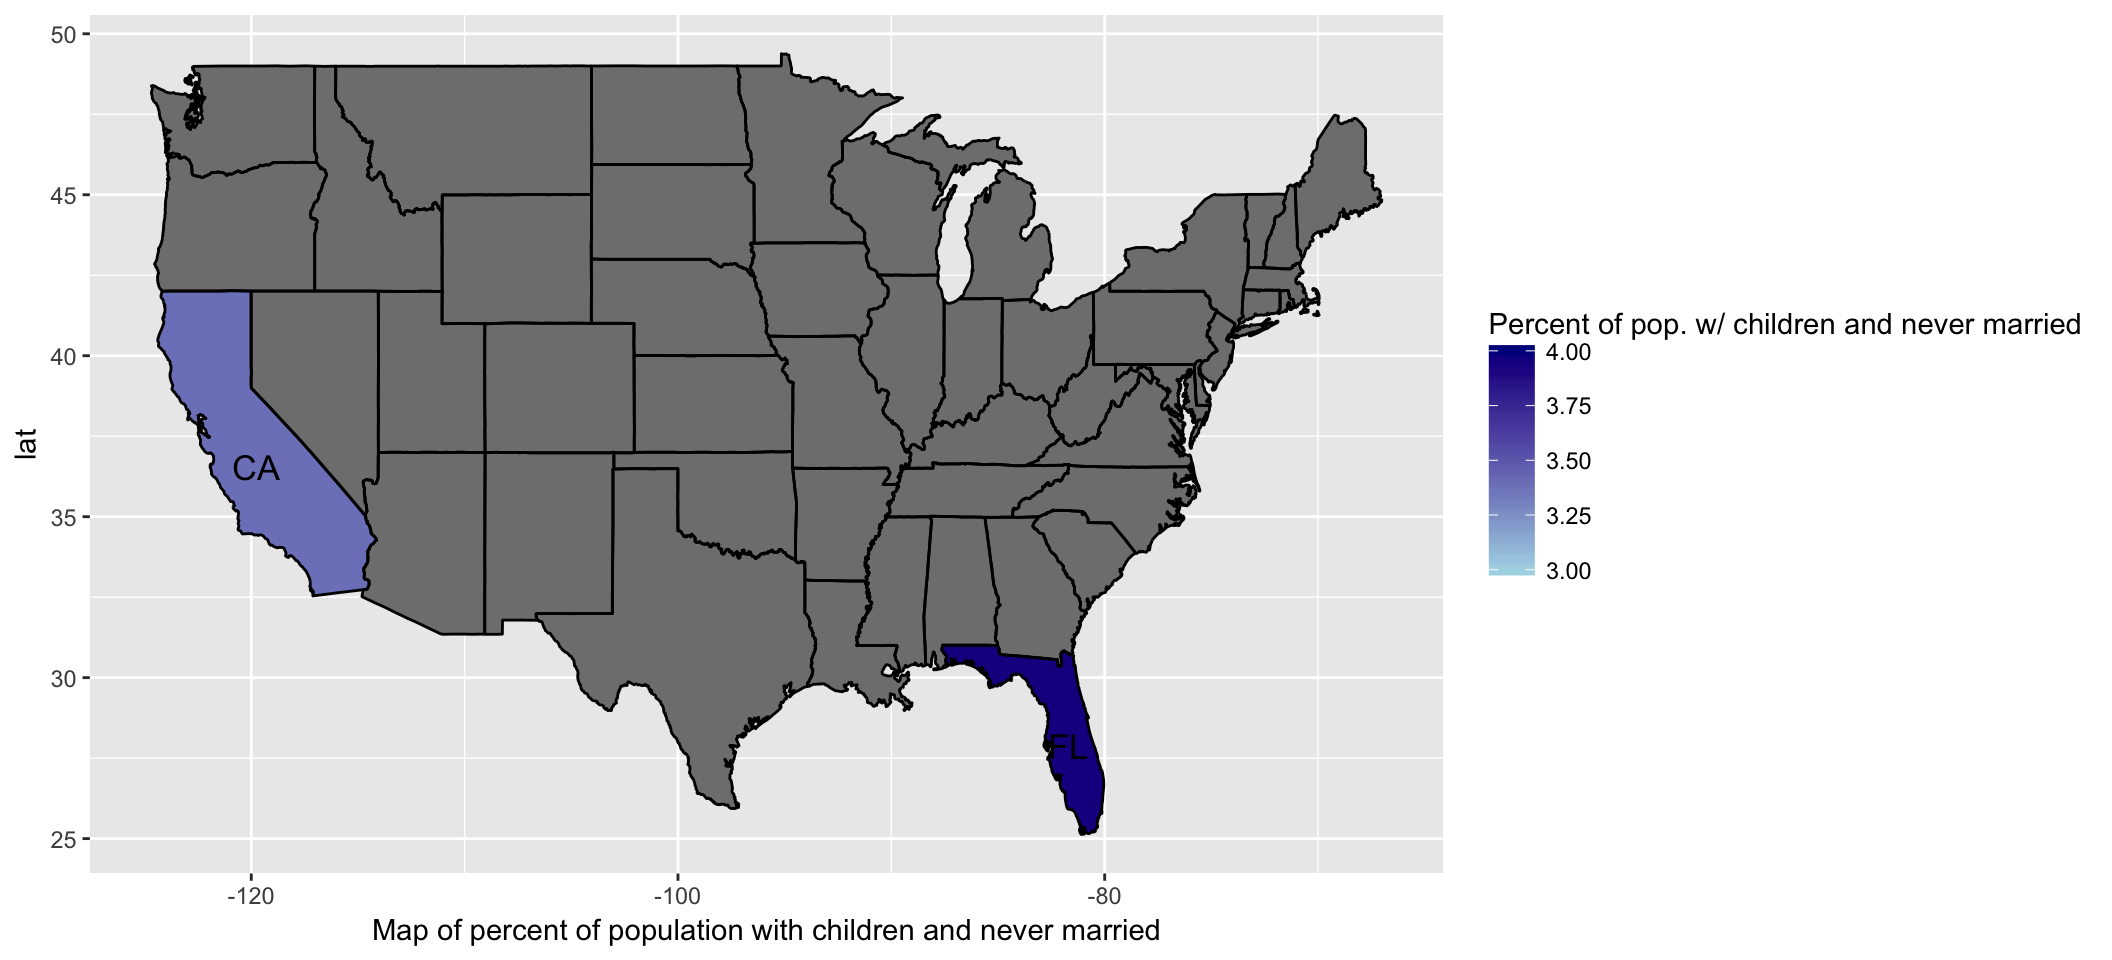 50
45
40
35
30
25
lat
CA
FL
-120
-100
-80
Map of percent of population with children and never married
Percent of pop. w/ children and never married
4.00
3.75
3.50
3.25
3.00